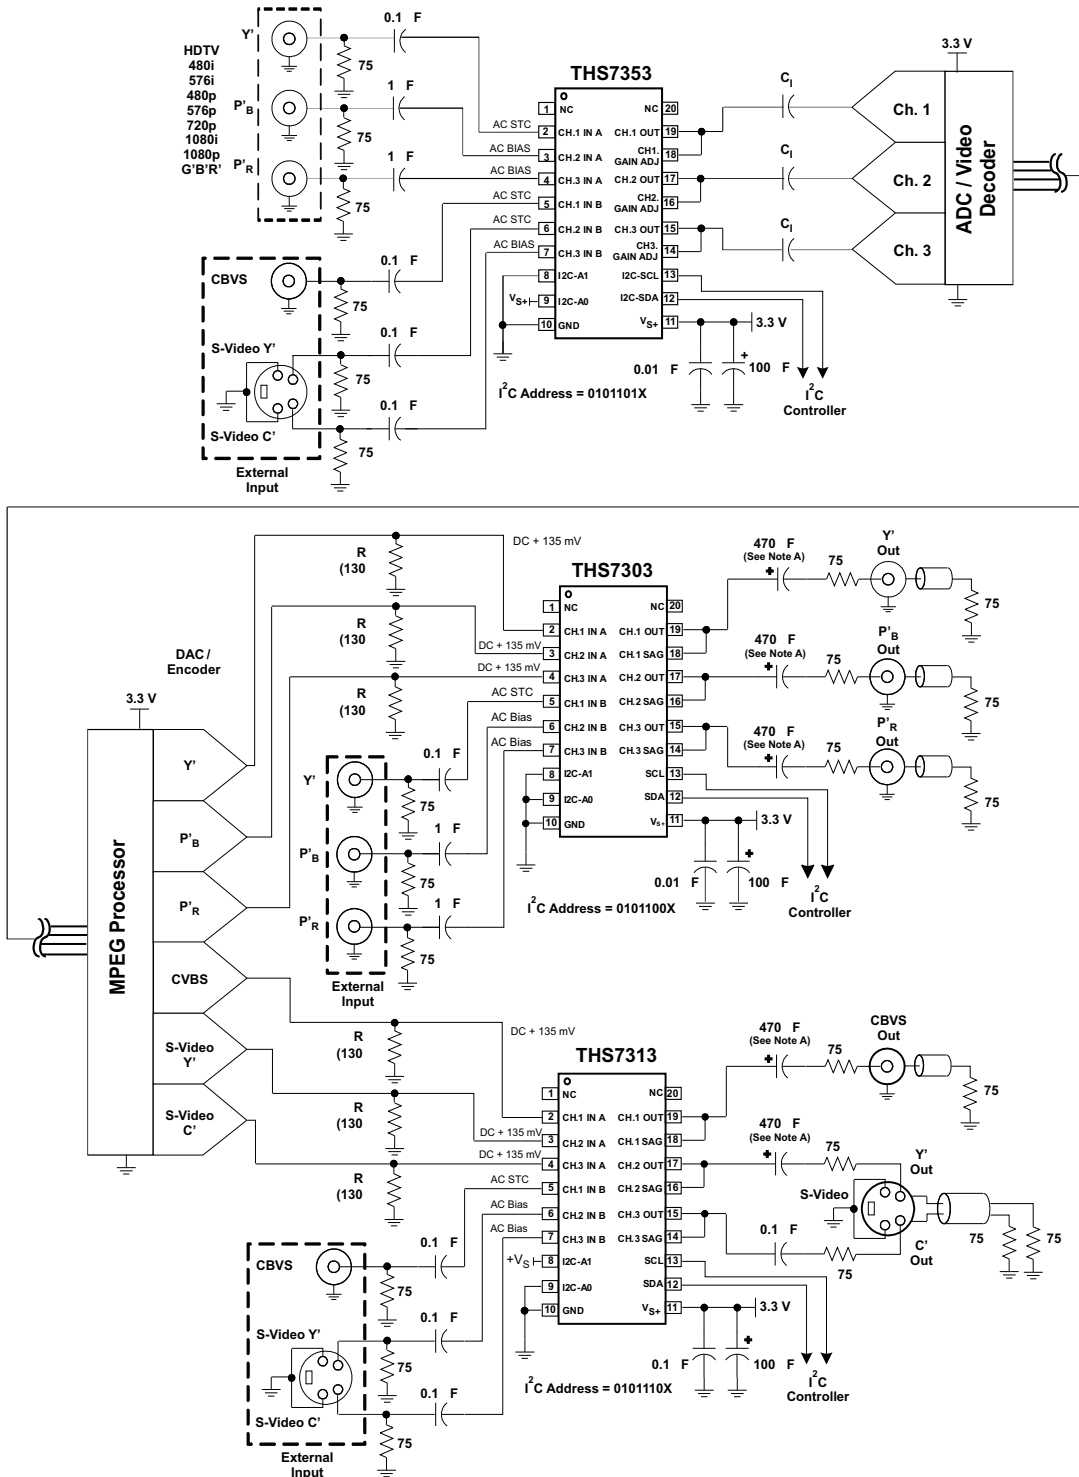 HDTV
480i
576i
480p
576p
720p
1080i
1080p
G'B'R'
Y'
P'B
P'R
0.1 F
75
1 F
75
1 F
75
AC STC
AC BIAS
AC BIAS
AC STC
AC STC
AC BIAS
THS7353
1 NC
2 CH.1 IN A
3 CH.2 IN A
4 CH.3 IN A
5 CH.1 IN B
6 CH.2 IN B
7 CH.3 IN B
8 I2C-A1
9 I2C-A0
10 GND
NC 20
CH.1 OUT 19
CH1. GAIN ADJ 18
CH.2 OUT 17
CH2. GAIN ADJ 16
CH.3 OUT 15
CH3. GAIN ADJ 14
I2C-SCL 13
I2C-SDA 12
VS+ 11
VS+
CI
CI
CI
3.3 V
Ch. 1
Ch. 2
Ch. 3
ADC / Video Decoder
3.3 V
0.01 F
+
100 F
I2C
Controller
I2C Address = 0101101X
CBVS
0.1 F
75
S-Video Y'
0.1 F
75
S-Video C'
0.1 F
75
External
Input
R
(130
R
(130
R
(130
DC + 135 mV
DC + 135 mV
DC + 135 mV
AC STC
AC Bias
AC Bias
DAC /
Encoder
3.3 V
MPEG Processor
Y'
P'B
P'R
CVBS
S-Video
Y'
S-Video
C'
THS7303
1 NC
2 CH.1 IN A
3 CH.2 IN A
4 CH.3 IN A
5 CH.1 IN B
6 CH.2 IN B
7 CH.3 IN B
8 I2C-A1
9 I2C-A0
10 GND
NC 20
CH.1 OUT 19
CH.1 SAG 18
CH.2 OUT 17
CH.2 SAG 16
CH.3 OUT 15
CH.3 SAG 14
SCL 13
SDA 12
VS+ 11
470 F
(See Note A)
+
75
Y'
Out
75
470 F
(See Note A)
+
75
P'B
Out
75
470 F
(See Note A)
+
75
P'R
Out
75
3.3 V
0.01 F
+
100 F
I2C
Controller
I2C Address = 0101100X
Y'
0.1 F
75
P'B
1 F
75
P'R
1 F
75
External
Input
R
(130
R
(130
R
(130
DC + 135 mV
DC + 135 mV
DC + 135 mV
AC STC
AC Bias
AC Bias
THS7313
1 NC
2 CH.1 IN A
3 CH.2 IN A
4 CH.3 IN A
5 CH.1 IN B
6 CH.2 IN B
7 CH.3 IN B
8 I2C-A1
9 I2C-A0
10 GND
NC 20
CH.1 OUT 19
CH.1 SAG 18
CH.2 OUT 17
CH.2 SAG 16
CH.3 OUT 15
CH.3 SAG 14
SCL 13
SDA 12
VS+ 11
+VS
470 F
(See Note A)
+
75
CBVS
Out
75
470 F
(See Note A)
+
75
Y'
Out
S-Video
0.1 F
75
C'
Out
75
75
3.3 V
0.1 F
+
100 F
I2C
Controller
I2C Address = 0101110X
CBVS
0.1 F
75
S-Video Y'
0.1 F
75
S-Video C'
0.1 F
75
External
Input